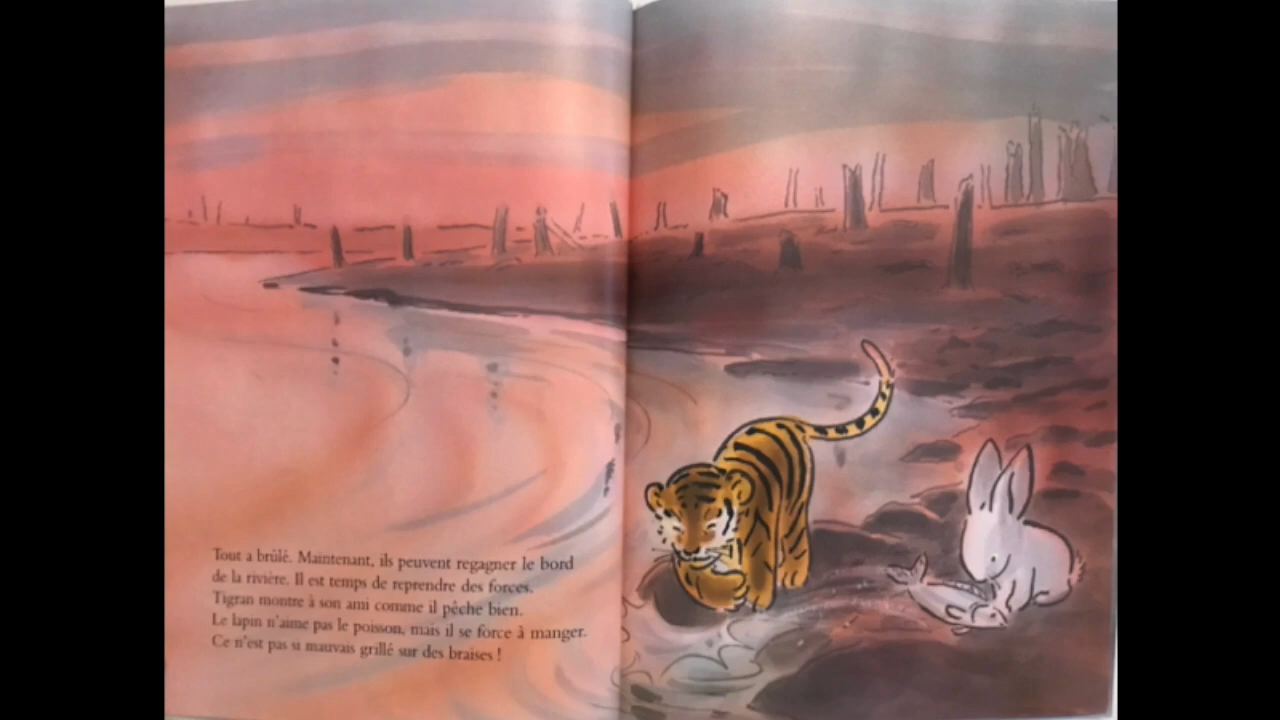 Tout a brûlé. Maintenant, ils peuvent regagner le bord
de la rivière. Il est temps de reprendre des forces.
Tigran montre à son ami comme il pêche bien.
Le lapin n'aime pas le poisson, mais il se force à manger.
Ce n'est pas si mauvais grillé sur des braises !